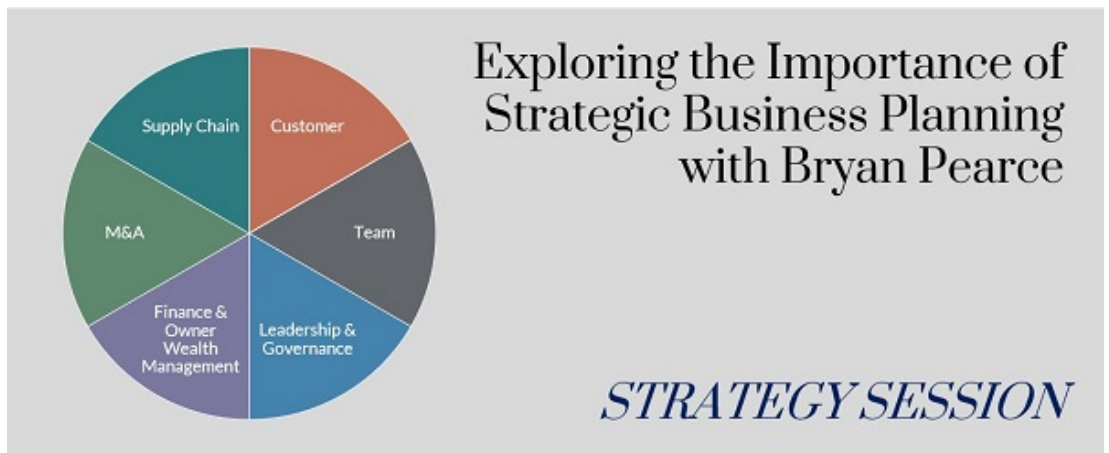 Exploring the Importance of
Strategic Business Planning
with Bryan Pearce
Supply Chain
Customer
M&A
Team
Finance &
Owner
Wealth
Management
Leadership &
Governance
STRATEGY SESSION